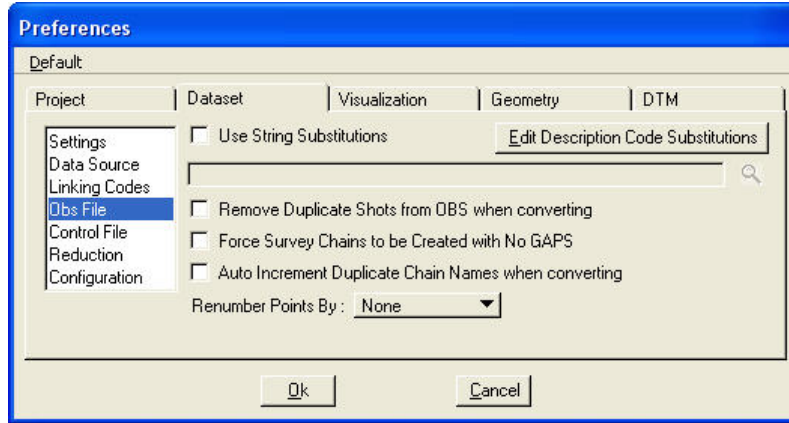 Preferences
Default
Project Dataset Visualization Geometry DTM
Settings
Data Source
Linking Codes
Obs File
Control File
Reduction
Configuration
Use String Substitutions Edit Description Code Substitutions
Remove Duplicate Shots from OBS when converting
Force Survey Chains to be Created with No GAPS
Auto Increment Duplicate Chain Names when converting
Renumber Points By : None
Ok Cancel